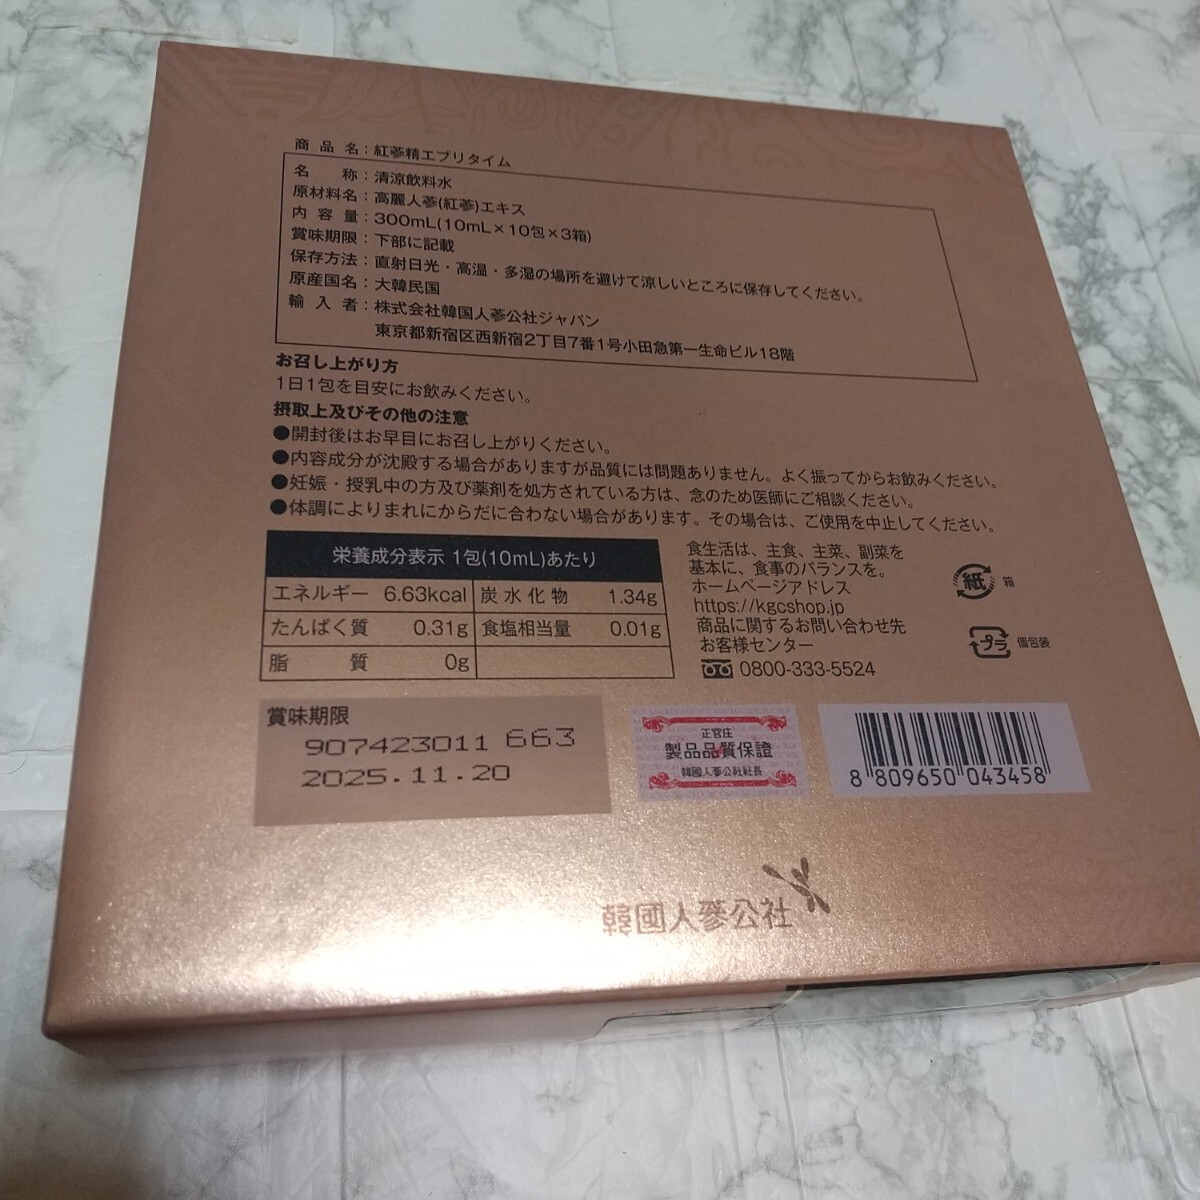 商品名：紅蔘精エブリタイム
名称：清涼飲料水
原材料名：高麗人蔘(紅蔘)エキス
内容量：300mL(10mL×10包×3箱)
賞味期限：下部に記載
保存方法：直射日光・高温・多湿の場所を避けて涼しいところに保存してください。
原産国名：大韓民国
輸入者：株式会社韓国人蔘公社ジャパン
東京都新宿区西新宿2丁目7番1号小田急第一生命ビル18階
お召し上がり方
1日1包を目安にお飲みください。
摂取上及びその他の注意
●開封後はお早目にお召し上がりください。
●内容成分が沈殿する場合がありますが品質には問題ありません。よく振ってからお飲みください。
●妊娠・授乳中の方及び薬剤を処方されている方は、念のため医師にご相談ください。
●体調によりまれにからだに合わない場合があります。その場合は、ご使用を中止してください。
栄養成分表示 1包(10mL)あたり
エネルギー 6.63kcal 炭水化物 1.34g
たんぱく質 0.31g 食塩相当量 0.01g
脂質 0g
食生活は、主食、主菜、副菜を
基本に、食事のバランスを。
ホームページアドレス
https://kgcshop.jp
商品に関するお問い合わせ先
お客様センター
0800-333-5524
紙 箱
プラ 個包装
賞味期限
907423011 663
2025.11.20
正官庄
製品品質保證
韓國人蔘公社社長
8 809650 043458
韓國人蔘公社